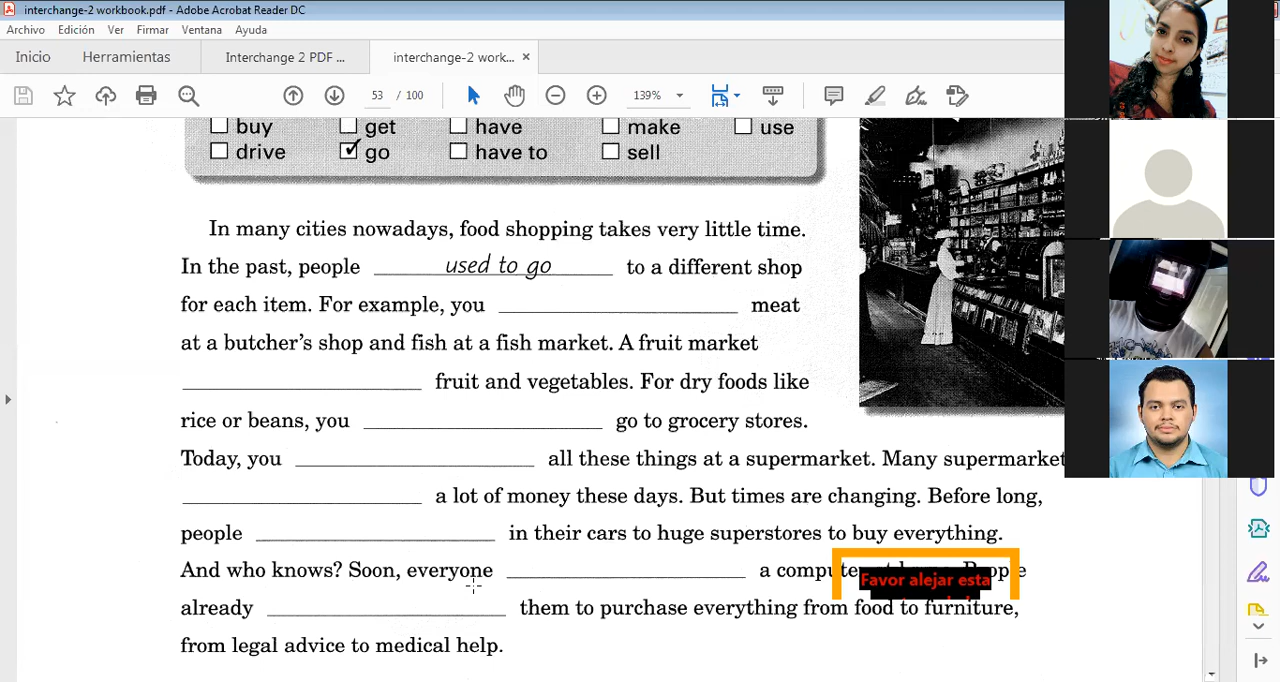 interchange-2 workbook.pdf - Adobe Acrobat Reader DC
Archivo Edición Ver Firmar Ventana Ayuda
Inicio Herramientas Interchange 2 PDF ... interchange-2 work... ×
53 / 100 139%
buy get have make use
drive go have to sell
In many cities nowadays, food shopping takes very little time.
In the past, people used to go to a different shop
for each item. For example, you meat
at a butcher's shop and fish at a fish market. A fruit market
fruit and vegetables. For dry foods like
rice or beans, you go to grocery stores.
Today, you all these things at a supermarket. Many supermarket
a lot of money these days. But times are changing. Before long,
people in their cars to huge superstores to buy everything.
And who knows? Soon, everyone a
Favor alejar esta
already them to purchase everything from food to furniture,
from legal advice to medical help.